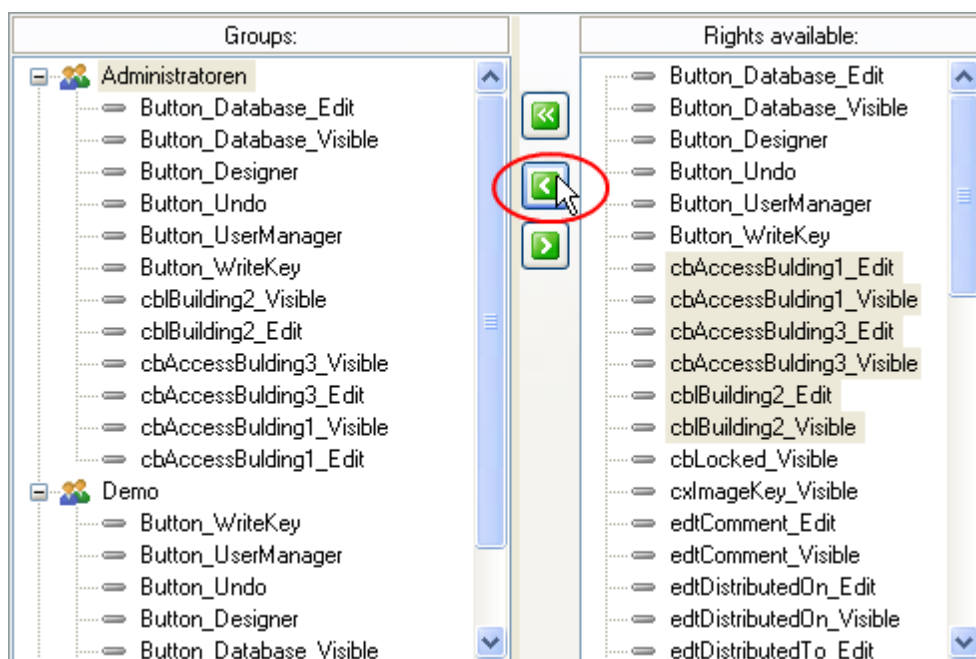 Groups:
Administratoren
Button_Database_Edit
Button_Database_Visible
Button_Designer
Button_Undo
Button_UserManager
Button_WriteKey
cblBuilding2_Visible
cblBuilding2_Edit
cbAccessBulding3_Visible
cbAccessBulding3_Edit
cbAccessBulding1_Visible
cbAccessBulding1_Edit
Demo
Button_WriteKey
Button_UserManager
Button_Undo
Button_Designer
Button_Database_Visible
Rights available:
Button_Database_Edit
Button_Database_Visible
Button_Designer
Button_Undo
Button_UserManager
Button_WriteKey
cbAccessBulding1_Edit
cbAccessBulding1_Visible
cbAccessBulding3_Edit
cbAccessBulding3_Visible
cblBuilding2_Edit
cblBuilding2_Visible
cbLocked_Visible
cxImageKey_Visible
edtComment_Edit
edtComment_Visible
edtDistributedOn_Edit
edtDistributedOn_Visible
edtDistributedTo_Edit